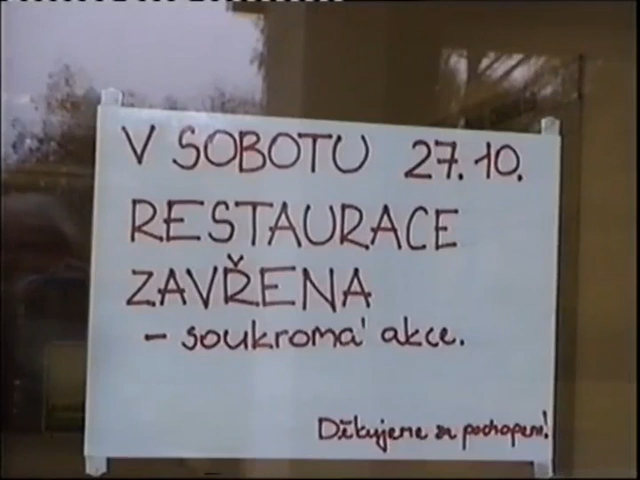 V SOBOTU 27.10.
RESTAURACE
ZAVŘENA
- soukromá akce.
Děkujeme za pochopení!